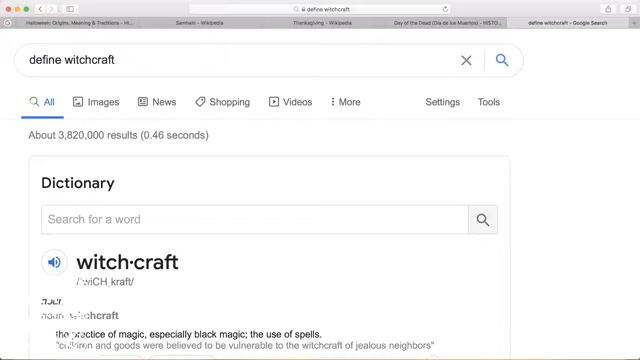 define witchcraft
Halloween: Origins, Meaning & Traditions - HI...
Samhain - Wikipedia
Thanksgiving - Wikipedia
Day of the Dead (Día de los Muertos) - HISTO...
define witchcraft - Google Search
define witchcraft
All Images News Shopping Videos More Settings Tools
About 3,820,000 results (0.46 seconds)
Dictionary
Search for a word
witch·craft
/ˈwiCHˌkraft/
noun: witchcraft
the practice of magic, especially black magic; the use of spells.
"children and goods were believed to be vulnerable to the witchcraft of jealous neighbors"